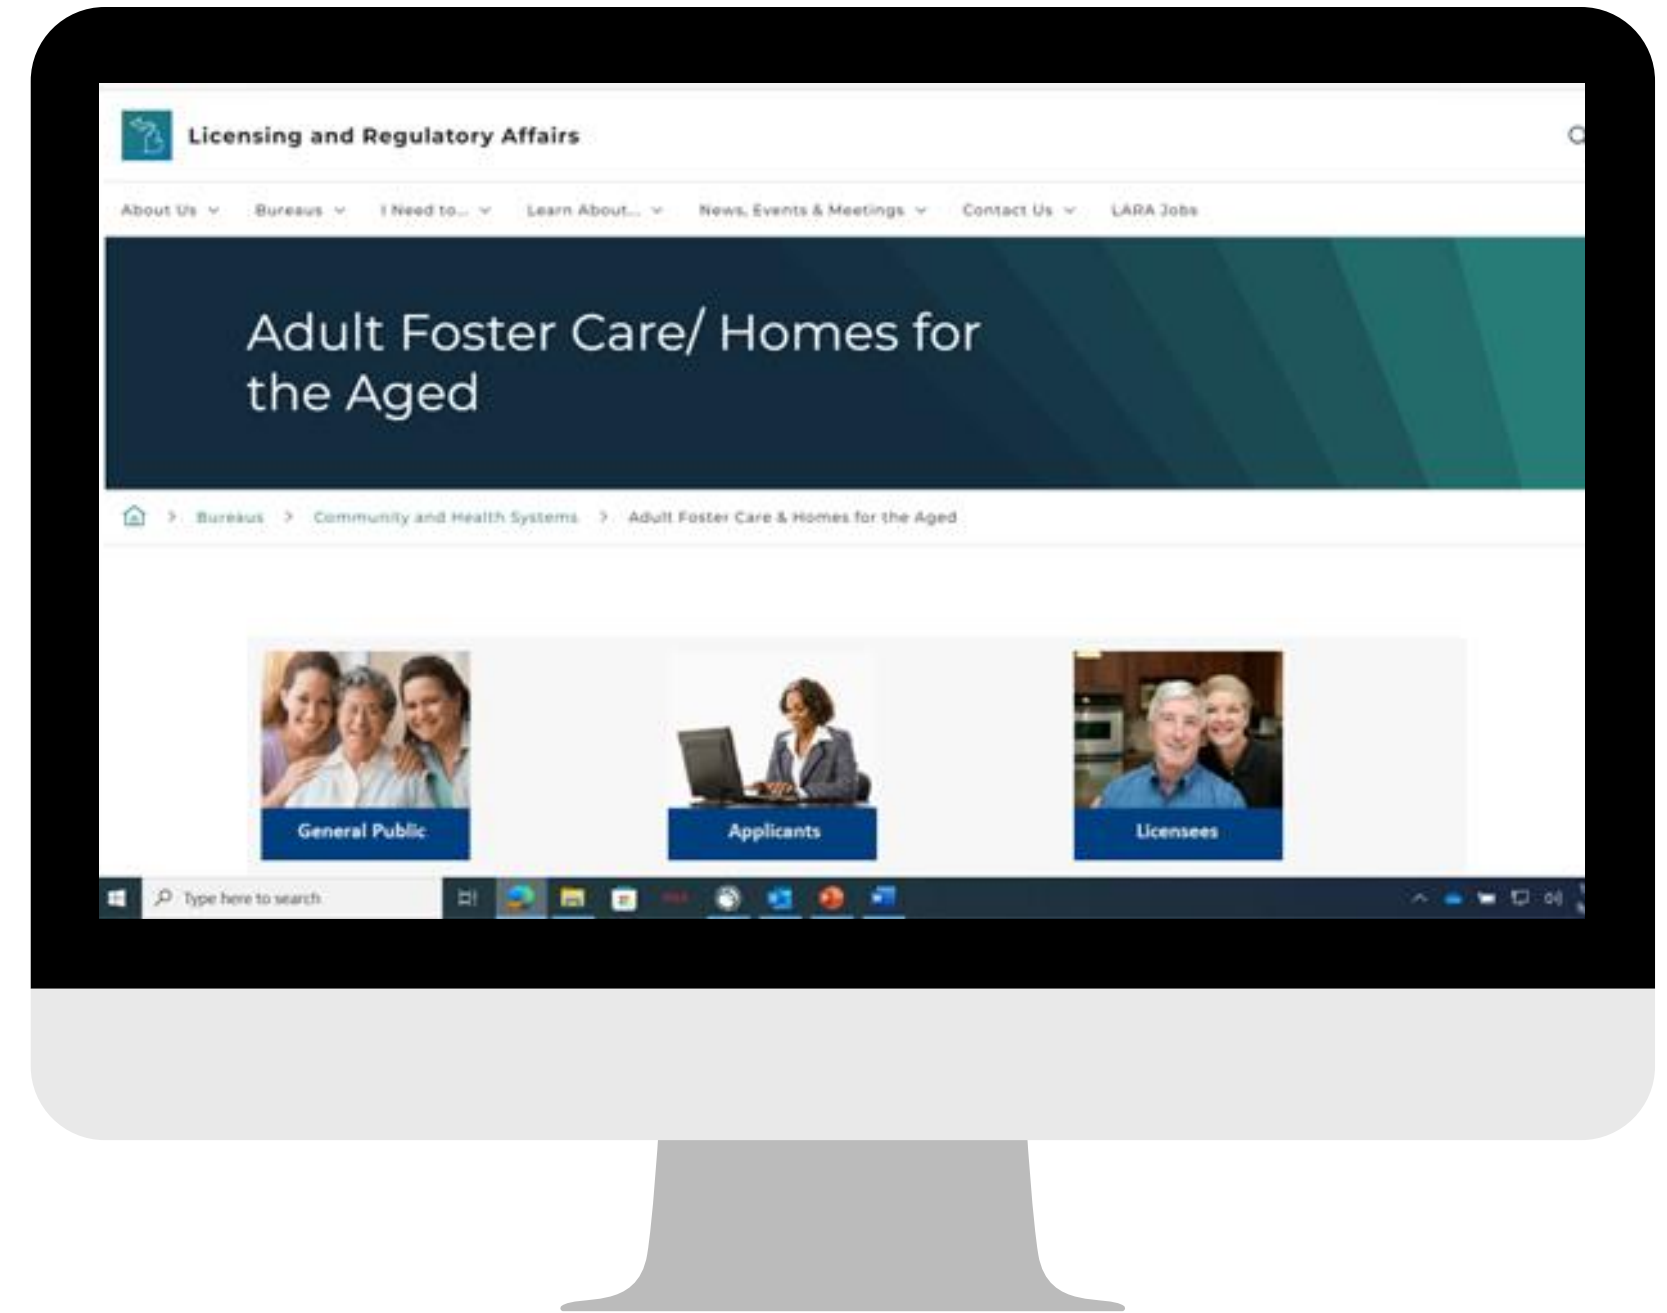 Licensing and Regulatory Affairs
About Us Bureaus I Need to... Learn About... News, Events & Meetings Contact Us LARA Jobs
Adult Foster Care/ Homes for
the Aged
Bureaus > Community and Health Systems > Adult Foster Care & Homes for the Aged
General Public Applicants Licensees
Type here to search